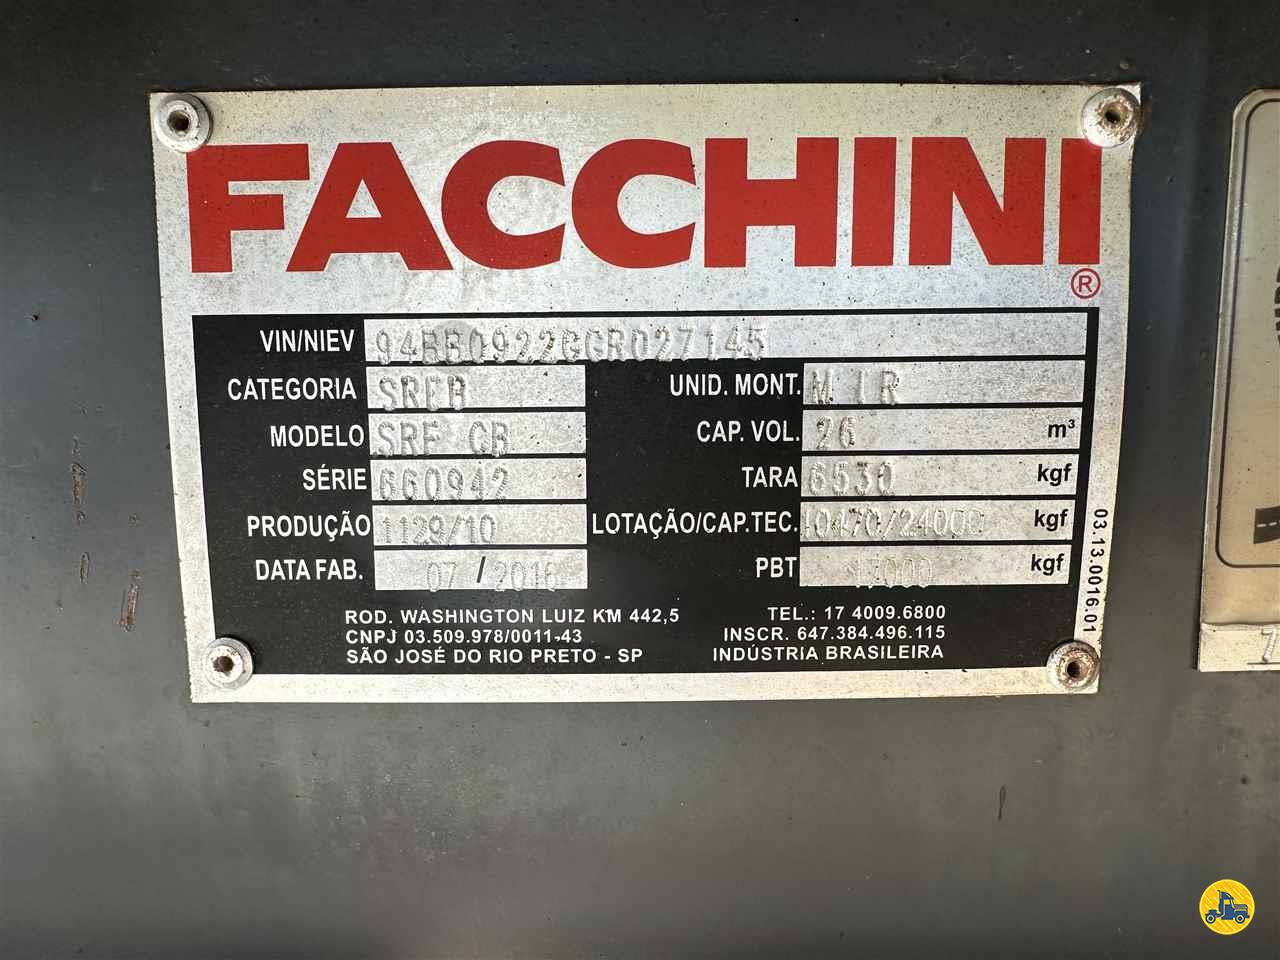 FACCHINI
®
VIN/NIEV 94BB0922GGR027145
CATEGORIA SREB UNID. MONT. M I R
MODELO SRF CB CAP. VOL. 26 m³
SÉRIE 660942 TARA 6530 kgf
PRODUÇÃO 1129/10 LOTAÇÃO/CAP.TEC. 10470/24000 kgf
DATA FAB. 07 / 2016 PBT 17000 kgf
ROD. WASHINGTON LUIZ KM 442,5 TEL.: 17 4009.6800
CNPJ 03.509.978/0011-43 INSCR. 647.384.496.115
SÃO JOSÉ DO RIO PRETO - SP INDÚSTRIA BRASILEIRA
03.13.0016.01